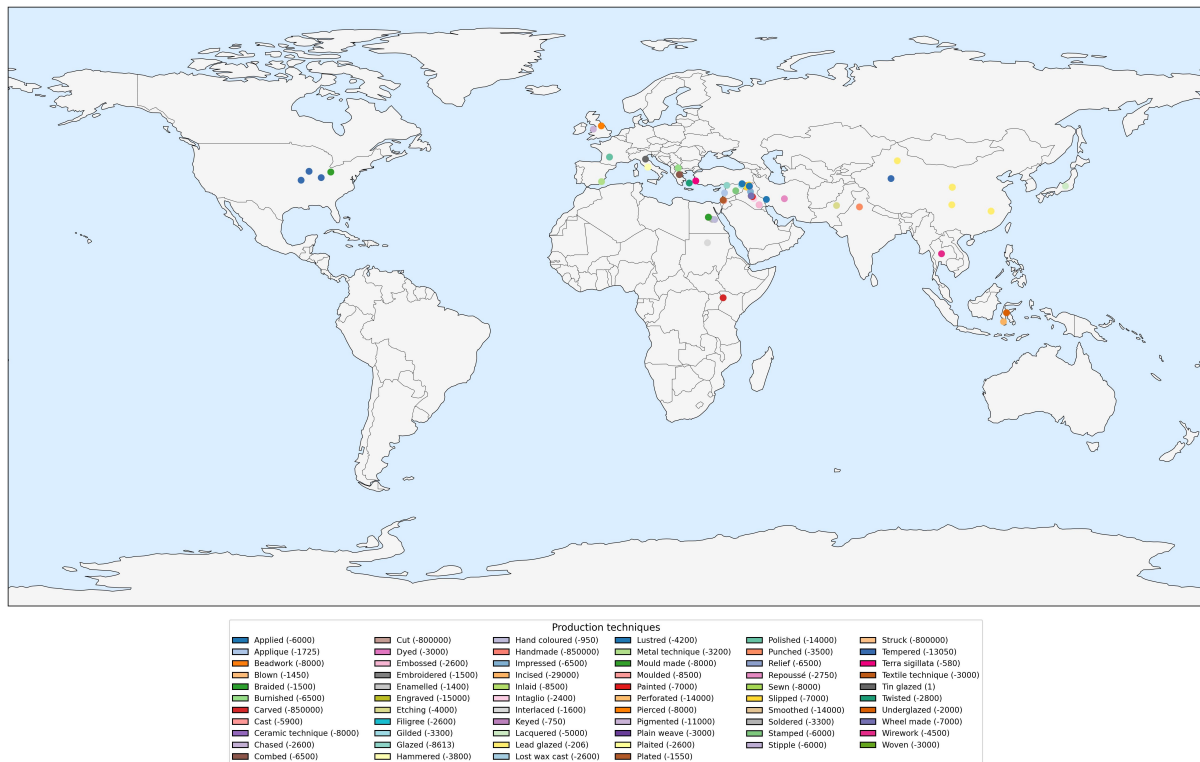 Production techniques
Applied (-6000)
Applique (-1725)
Beadwork (-8000)
Blown (-1450)
Braided (-1500)
Burnished (-6500)
Carved (-850000)
Cast (-5900)
Ceramic technique (-8000)
Chased (-2600)
Combed (-6500)
Cut (-800000)
Dyed (-3000)
Embossed (-2600)
Embroidered (-1500)
Enamelled (-1400)
Engraved (-15000)
Etching (-4000)
Filigree (-2600)
Gilded (-3300)
Glazed (-8613)
Hammered (-3800)
Hand coloured (-950)
Handmade (-850000)
Impressed (-6500)
Incised (-29000)
Inlaid (-8500)
Intaglio (-2400)
Interlaced (-1600)
Keyed (-750)
Lacquered (-5000)
Lead glazed (-206)
Lost wax cast (-2600)
Lustred (-4200)
Metal technique (-3200)
Mould made (-8000)
Moulded (-8500)
Painted (-7000)
Perforated (-14000)
Pierced (-8000)
Pigmented (-11000)
Plain weave (-3000)
Plaited (-2600)
Plated (-1550)
Polished (-14000)
Punched (-3500)
Relief (-6500)
Repoussé (-2750)
Sewn (-8000)
Slipped (-7000)
Smoothed (-14000)
Soldered (-3300)
Stamped (-6000)
Stipple (-6000)
Struck (-800000)
Tempered (-13050)
Terra sigillata (-580)
Textile technique (-3000)
Tin glazed (1)
Twisted (-2800)
Underglazed (-2000)
Wheel made (-7000)
Wirework (-4500)
Woven (-3000)